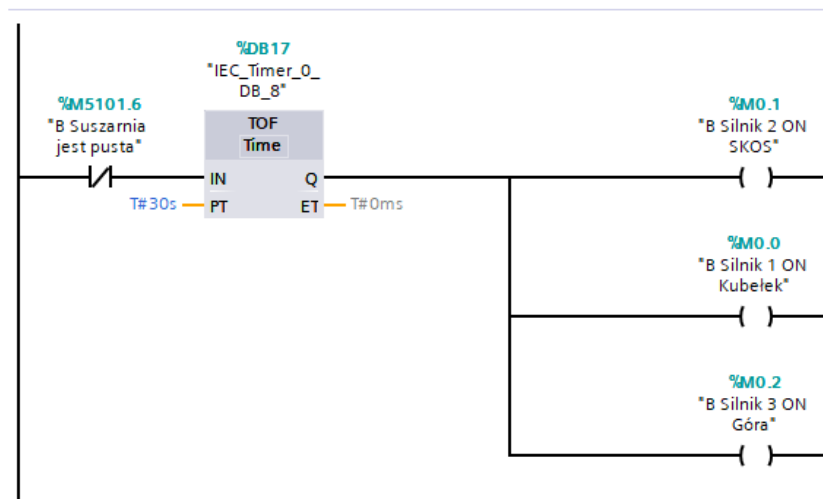 %DB17
"IEC_Timer_0_
DB_8"
%M5101.6
"B Suszarnia
jest pusta"
TOF
Time
IN
Q
T#30s
PT
ET
T#0ms
%M0.1
"B Silnik 2 ON
SKOS"
%M0.0
"B Silnik 1 ON
Kubełek"
%M0.2
"B Silnik 3 ON
Góra"